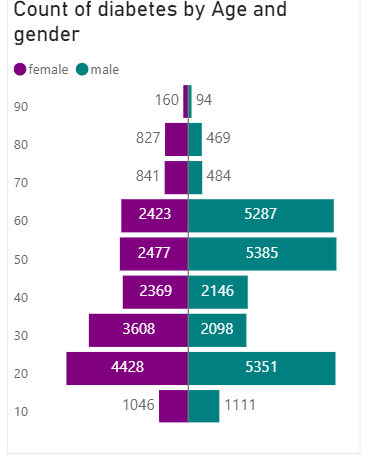 Count of diabetes by Age and
gender
female male
90 160 94
80 827 469
70 841 484
60 2423 5287
50 2477 5385
40 2369 2146
30 3608 2098
20 4428 5351
10 1046 1111